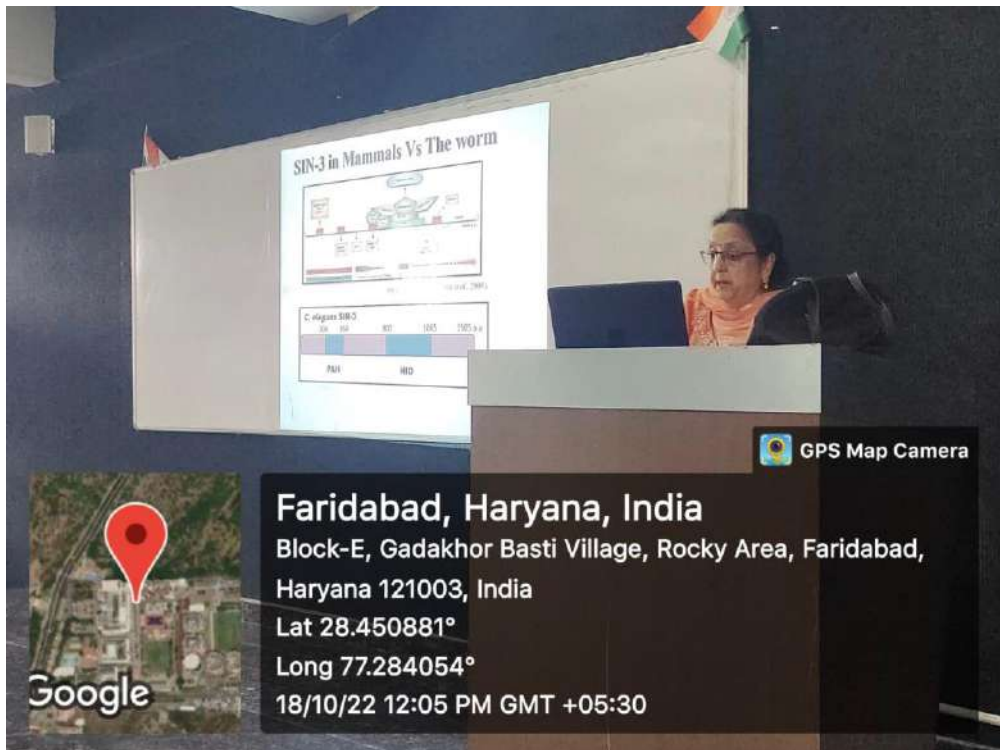 SIN-3 in Mammals Vs The worm
C. elegans SIN-3
PAH
HID
GPS Map Camera
Faridabad, Haryana, India
Block-E, Gadakhor Basti Village, Rocky Area, Faridabad,
Haryana 121003, India
Lat 28.450881°
Long 77.284054°
18/10/22 12:05 PM GMT +05:30
Google